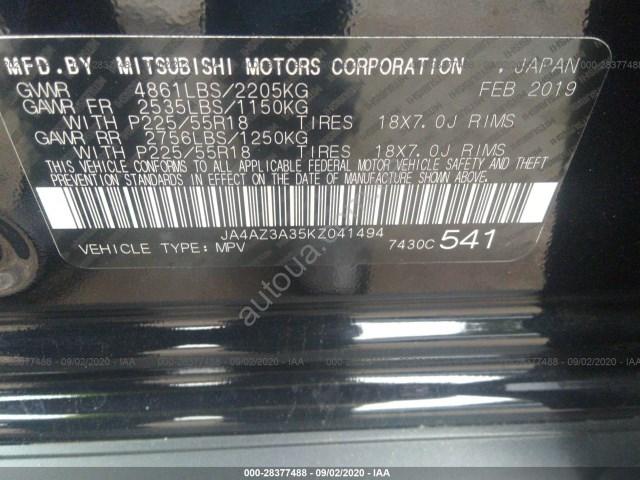 MFD.BY MITSUBISHI MOTORS CORPORATION , JAPAN
GVWR 4861LBS/2205KG FEB 2019
GAWR FR 2535LBS/1150KG
WITH P225/55R18 TIRES 18X7.0J RIMS
GAWR RR 2756LBS/1250KG
WITH P225/55R18 TIRES 18X7.0J RIMS
THIS VEHICLE CONFORMS TO ALL APPLICABLE FEDERAL MOTOR VEHICLE SAFETY AND THEFT
PREVENTION STANDARDS IN EFFECT ON THE DATE OF MANUFACTURE SHOWN ABOVE.
JA4AZ3A35KZ041494
VEHICLE TYPE: MPV 7430C 541
autoua.bid
000-28377488 - 09/02/2020 - IAA